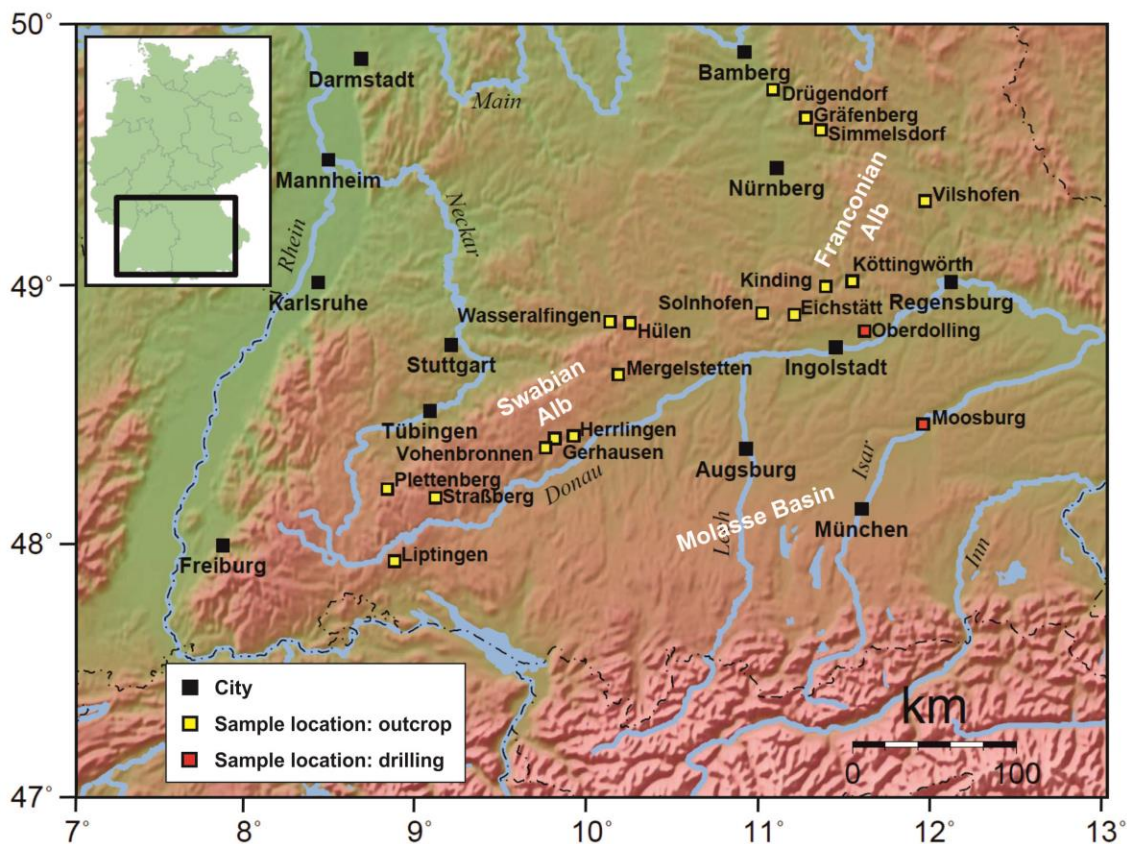 50°
Darmstadt
Bamberg
Main
Drügendorf
Gräfenberg
Simmelsdorf
Mannheim
Nürnberg
Neckar
Franconian
Alb
Vilshofen
Rhein
49°
Karlsruhe
Kinding
Köttingwörth
Solnhofen
Eichstätt
Regensburg
Wasseralfingen
Hülen
Oberdolling
Stuttgart
Mergelstetten
Ingolstadt
Swabian
Alb
Tübingen
Herrlingen
Moosburg
Vohenbronnen
Gerhausen
Augsburg
Isar
Plettenberg
Straßberg
Donau
Molasse Basin
München
Lech
48°
Freiburg
Liptingen
Inn
City
Sample location: outcrop
Sample location: drilling
km
0 100
47°
7° 8° 9° 10° 11° 12° 13°